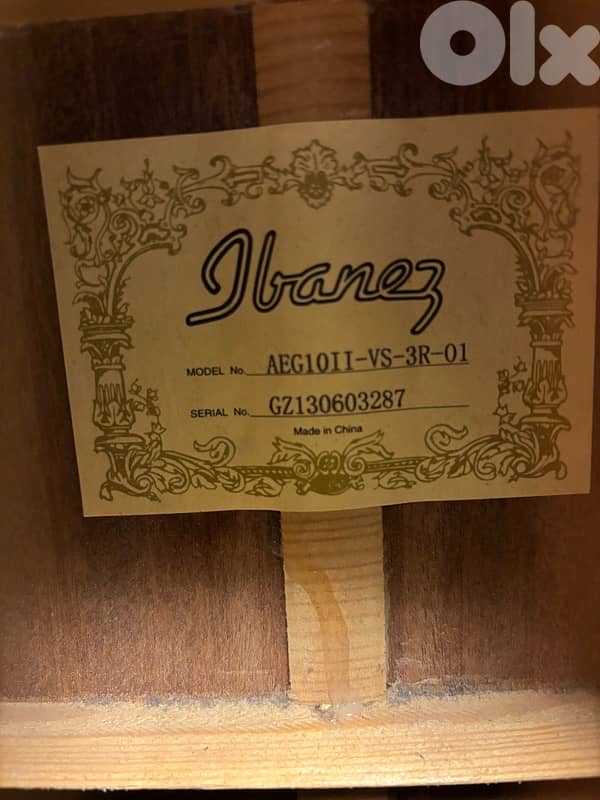 Olx
Ibanez
MODEL No. AEG10II-VS-3R-01
SERIAL No. GZ130603287
Made in China